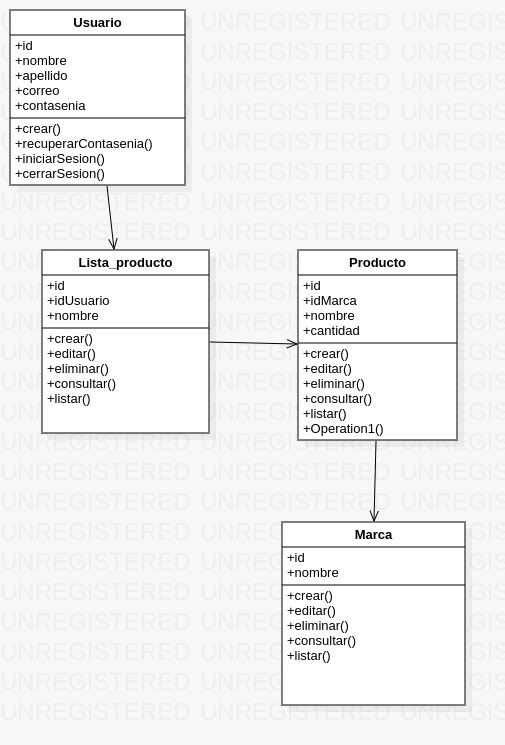 Usuario
+id
+nombre
+apellido
+correo
+contasenia
+crear()
+recuperarContasenia()
+iniciarSesion()
+cerrarSesion()
Lista_producto
+id
+idUsuario
+nombre
+crear()
+editar()
+eliminar()
+consultar()
+listar()
Producto
+id
+idMarca
+nombre
+cantidad
+crear()
+editar()
+eliminar()
+consultar()
+listar()
+Operation1()
Marca
+id
+nombre
+crear()
+editar()
+eliminar()
+consultar()
+listar()
UNREGISTERED